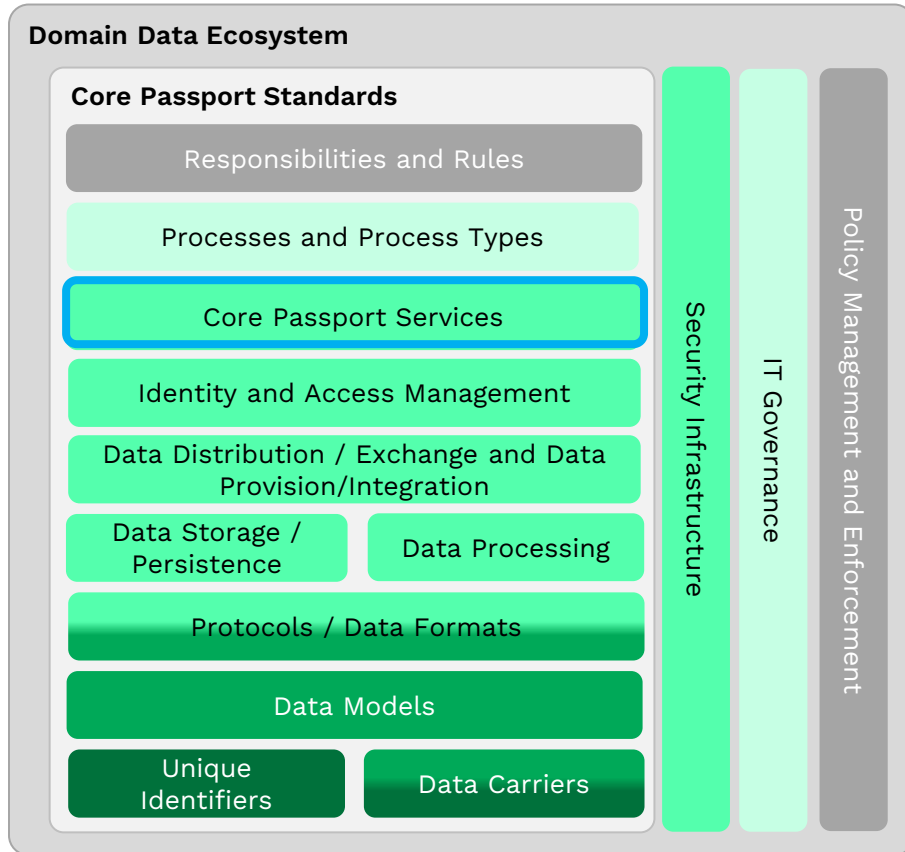 Domain Data Ecosystem
Core Passport Standards
Responsibilities and Rules
Processes and Process Types
Core Passport Services
Identity and Access Management
Data Distribution / Exchange and Data
Provision/Integration
Data Storage /
Persistence
Data Processing
Protocols / Data Formats
Data Models
Unique
Identifiers
Data Carriers
Security Infrastructure
IT Governance
Policy Management and Enforcement